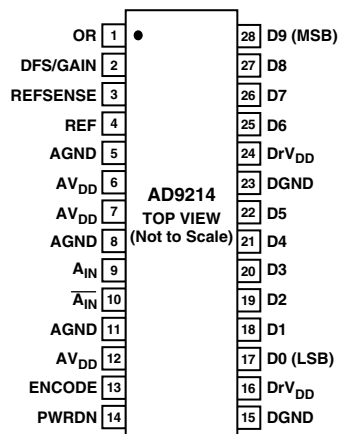 OR 1 28 D9 (MSB)
DFS/GAIN 2 27 D8
REFSENSE 3 26 D7
REF 4 25 D6
AGND 5 24 DrVDD
AVDD 6 23 DGND
AVDD 7 22 D5
AGND 8 21 D4
AIN 9 20 D3
AIN 10 19 D2
AGND 11 18 D1
AVDD 12 17 D0 (LSB)
ENCODE 13 16 DrVDD
PWRDN 14 15 DGND
AD9214
TOP VIEW
(Not to Scale)